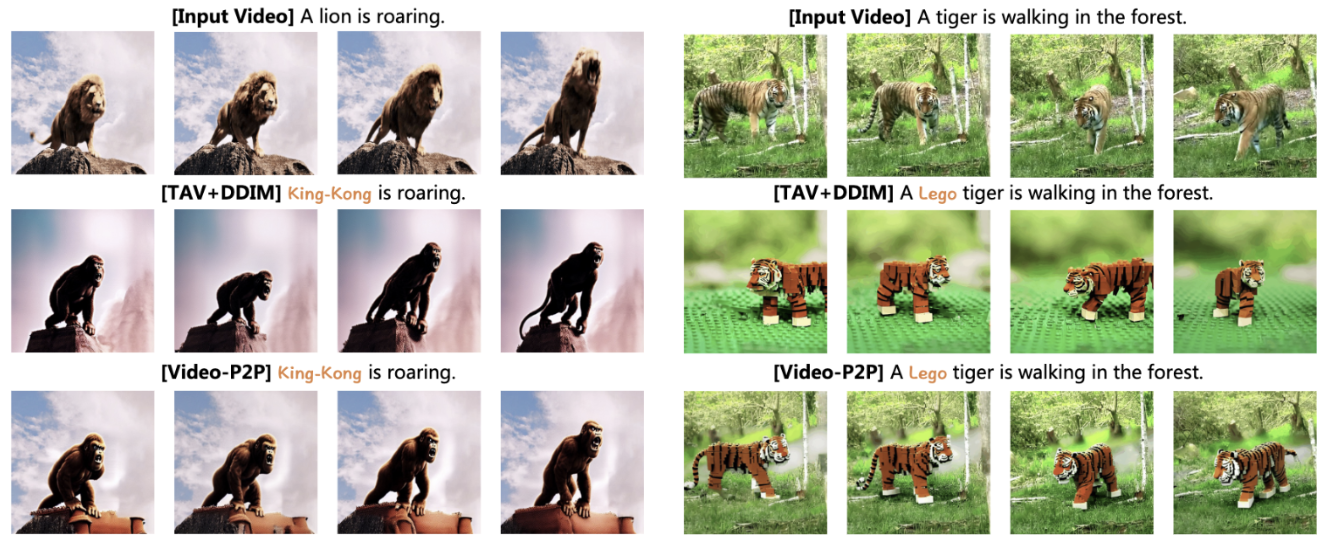 [Input Video] A lion is roaring.
[Input Video] A tiger is walking in the forest.
[TAV+DDIM] King-Kong is roaring.
[TAV+DDIM] A Lego tiger is walking in the forest.
[Video-P2P] King-Kong is roaring.
[Video-P2P] A Lego tiger is walking in the forest.